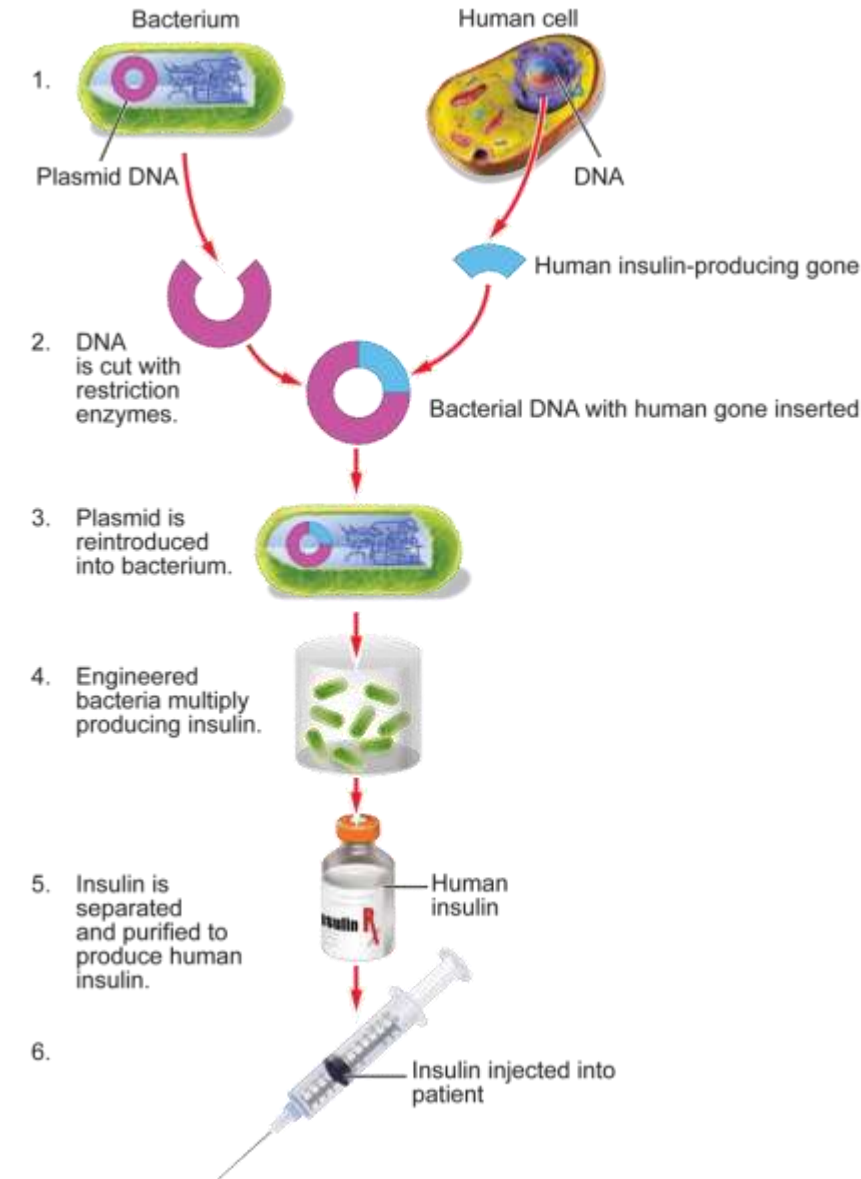 Bacterium
Human cell
1.
Plasmid DNA
DNA
Human insulin-producing gone
2. DNA
is cut with
restriction
enzymes.
Bacterial DNA with human gone inserted
3. Plasmid is
reintroduced
into bacterium.
4. Engineered
bacteria multiply
producing insulin.
5. Insulin is
separated
and purified to
produce human
insulin.
Human
insulin
nsulin Rx
6.
Insulin injected into
patient